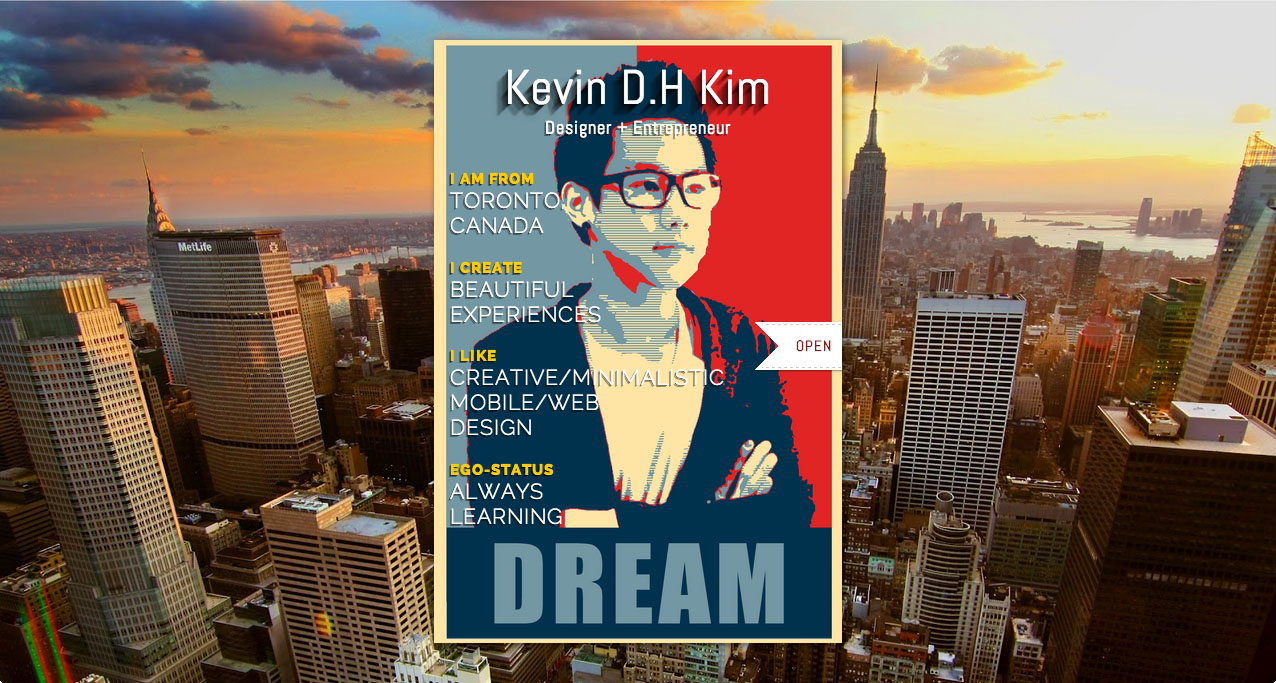 Kevin D.H Kim
Designer + Entrepreneur
I AM FROM
TORONTO,
CANADA
I CREATE
BEAUTIFUL
EXPERIENCES
I LIKE
CREATIVE/MINIMALISTIC
MOBILE/WEB
DESIGN
EGO-STATUS
ALWAYS
LEARNING
DREAM
OPEN
MetLife